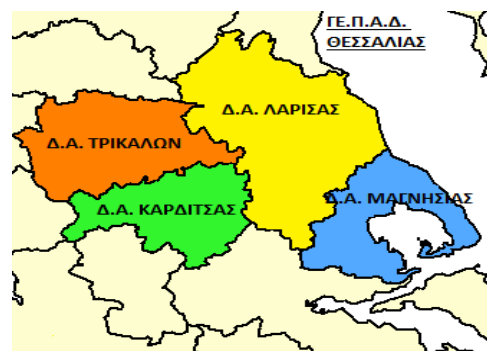 ΓΕ.Π.Α.Δ.
ΘΕΣΣΑΛΙΑΣ
Δ.Α. ΛΑΡΙΣΑΣ
Δ.Α. ΤΡΙΚΑΛΩΝ
Δ.Α. ΜΑΓΝΗΣΙΑΣ
Δ.Α. ΚΑΡΔΙΤΣΑΣ